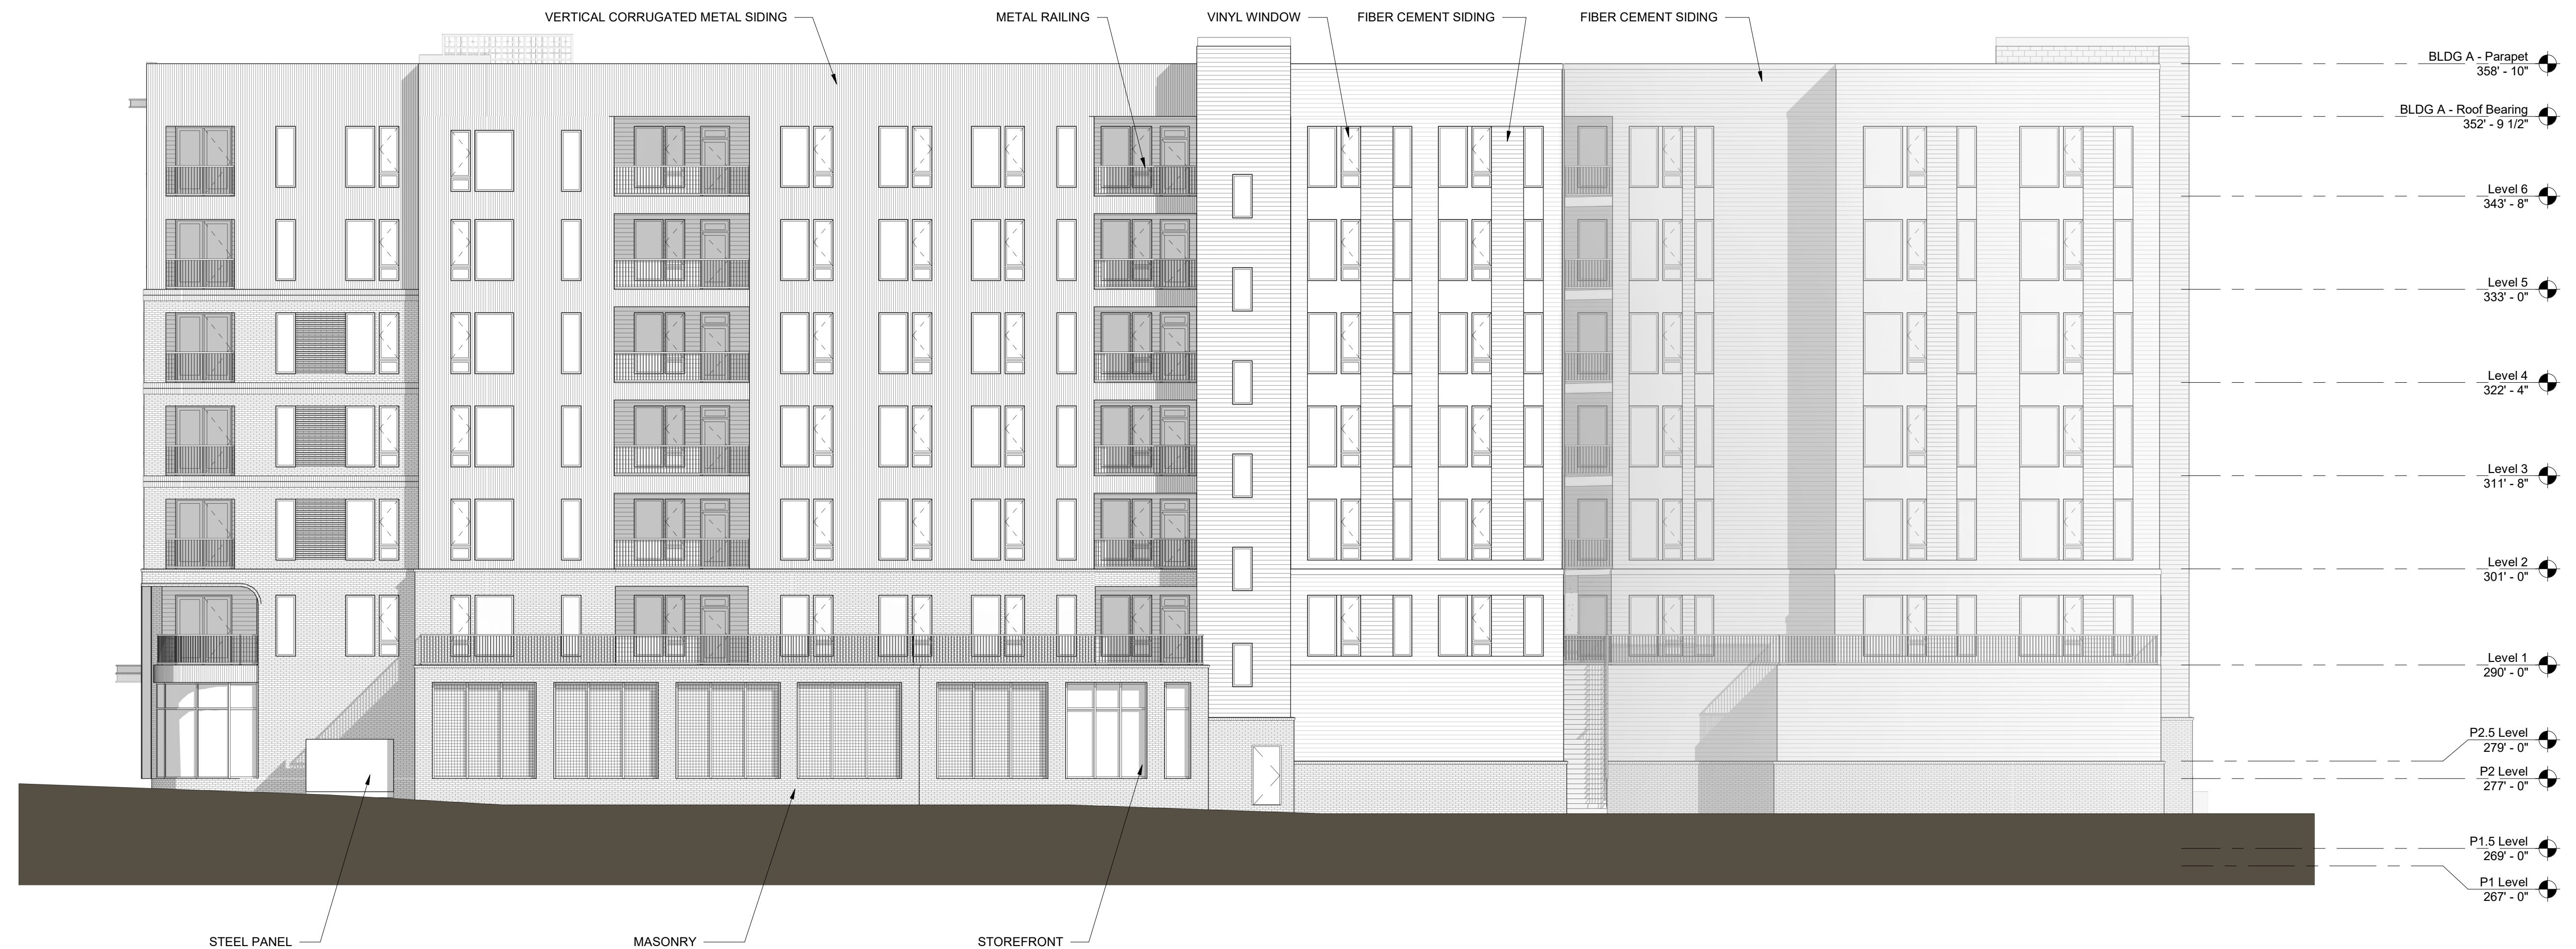 VERTICAL CORRUGATED METAL SIDING
METAL RAILING
VINYL WINDOW
FIBER CEMENT SIDING
FIBER CEMENT SIDING
BLDG A - Parapet
358' - 10"
BLDG A - Roof Bearing
352' - 9 1/2"
Level 6
343' - 8"
Level 5
333' - 0"
Level 4
322' - 4"
Level 3
311' - 8"
Level 2
301' - 0"
Level 1
290' - 0"
P2.5 Level
279' - 0"
P2 Level
277' - 0"
P1.5 Level
269' - 0"
P1 Level
267' - 0"
STEEL PANEL
MASONRY
STOREFRONT